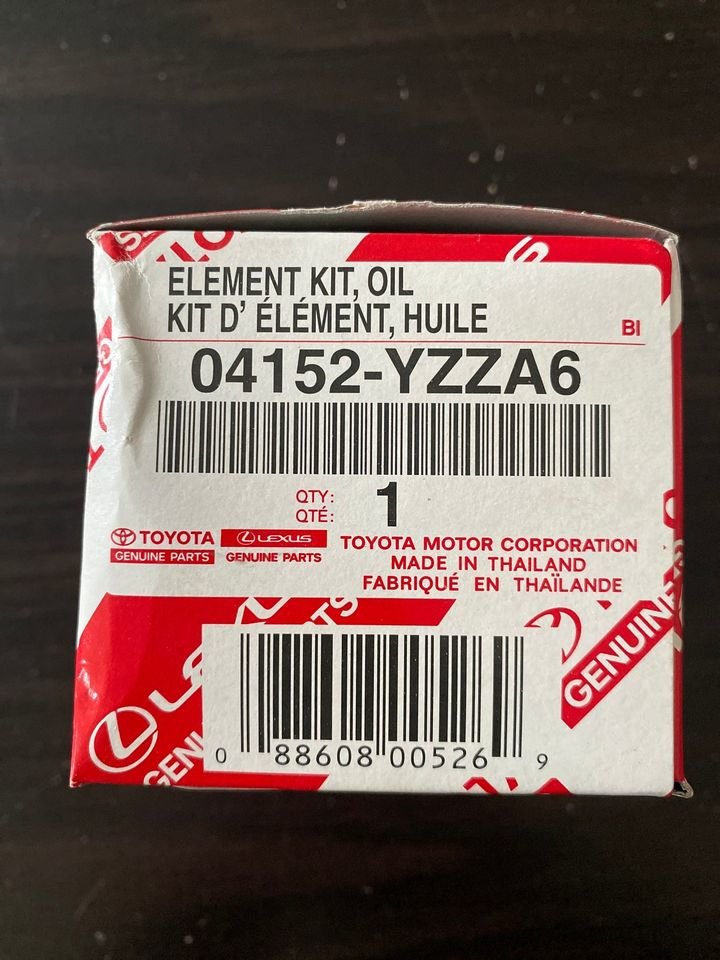 ELEMENT KIT, OIL
KIT D' ÉLÉMENT, HUILE
BI
04152-YZZA6
QTY:
QTÉ:
1
TOYOTA
GENUINE PARTS
LEXUS
GENUINE PARTS
TOYOTA MOTOR CORPORATION
MADE IN THAILAND
FABRIQUÉ EN THAÏLANDE
GENUINE
0 88608 00526 9